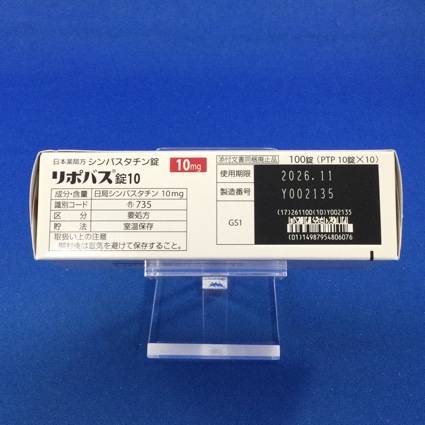 日本薬局方 シンバスタチン錠
10mg
リポバス®錠10
成分・含量 日局シンバスタチン 10mg
識別コード 735
区分 要処方
貯法 室温保存
取扱い上の注意
開封後は湿気を避けて保存すること。
添付文書同梱廃止品 100錠 (PTP 10錠×10)
使用期限 2026.11
製造番号 Y002135
GS1
(17)261100(10)Y002135
(01)14987954806076